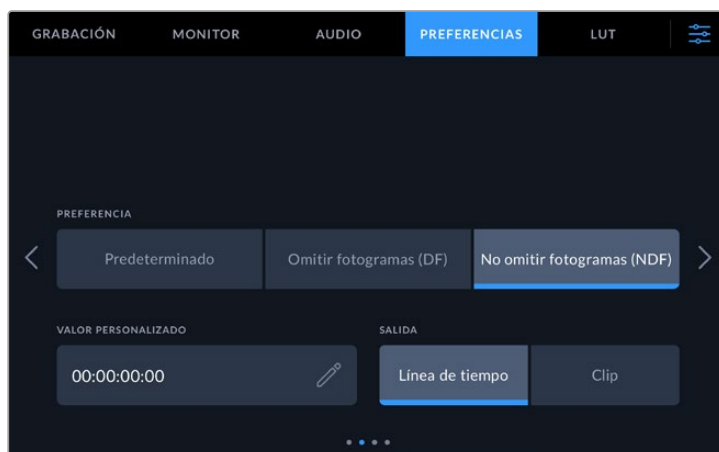 GRABACIÓN MONITOR AUDIO PREFERENCIAS LUT
PREFERENCIA
Predeterminado Omitir fotogramas (DF) No omitir fotogramas (NDF)
VALOR PERSONALIZADO SALIDA
00:00:00:00 Línea de tiempo Clip